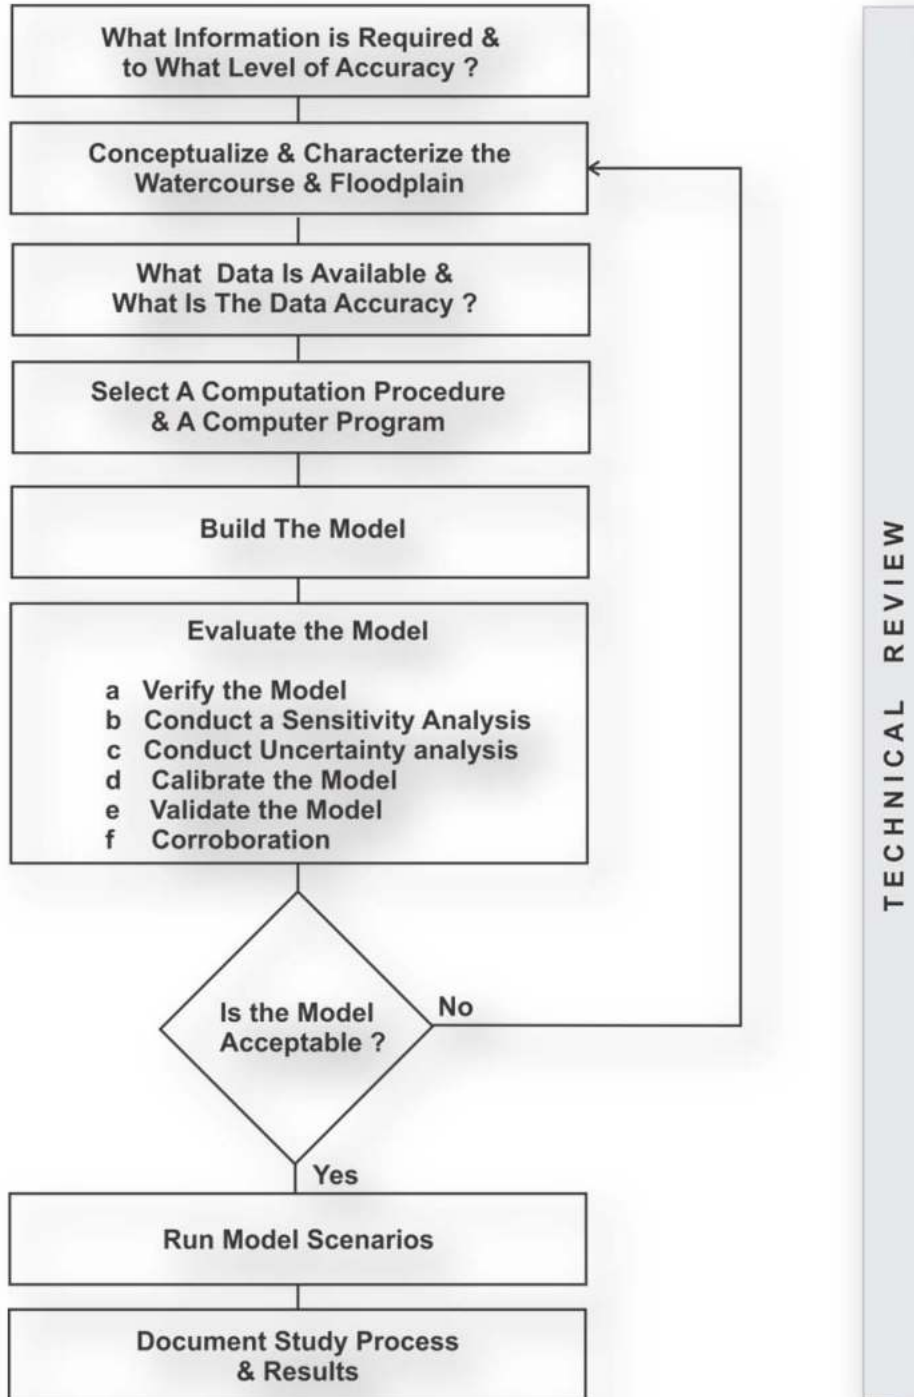 What Information is Required &
to What Level of Accuracy ?
Conceptualize & Characterize the
Watercourse & Floodplain
What Data Is Available &
What Is The Data Accuracy ?
Select A Computation Procedure
& A Computer Program
Build The Model
Evaluate the Model
a Verify the Model
b Conduct a Sensitivity Analysis
c Conduct Uncertainty analysis
d Calibrate the Model
e Validate the Model
f Corroboration
Is the Model
Acceptable ?
No
Yes
Run Model Scenarios
Document Study Process
& Results
TECHNICAL REVIEW